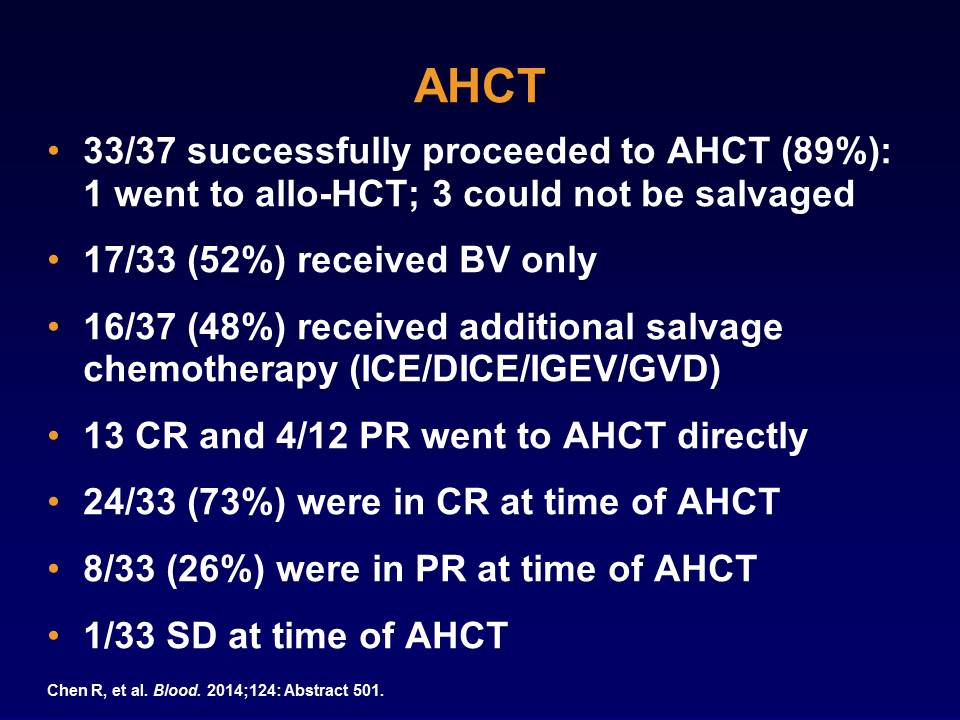 AHCT
• 33/37 successfully proceeded to AHCT (89%):
1 went to allo-HCT; 3 could not be salvaged
• 17/33 (52%) received BV only
• 16/37 (48%) received additional salvage
chemotherapy (ICE/DICE/IGEV/GVD)
• 13 CR and 4/12 PR went to AHCT directly
• 24/33 (73%) were in CR at time of AHCT
• 8/33 (26%) were in PR at time of AHCT
• 1/33 SD at time of AHCT
Chen R, et al. Blood. 2014;124: Abstract 501.